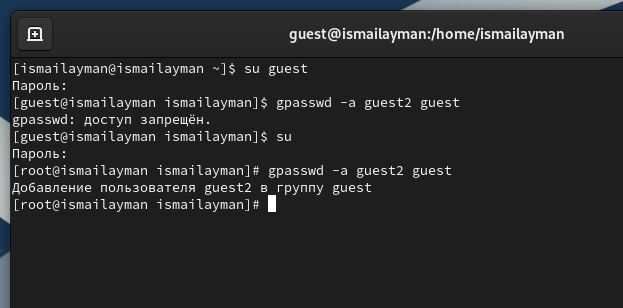 guest@ismailayman:/home/ismailayman
[ismailayman@ismailayman ~]$ su guest
Пароль:
[guest@ismailayman ismailayman]$ gpasswd -a guest2 guest
gpasswd: доступ запрещён.
[guest@ismailayman ismailayman]$ su
Пароль:
[root@ismailayman ismailayman]# gpasswd -a guest2 guest
Добавление пользователя guest2 в группу guest
[root@ismailayman ismailayman]#